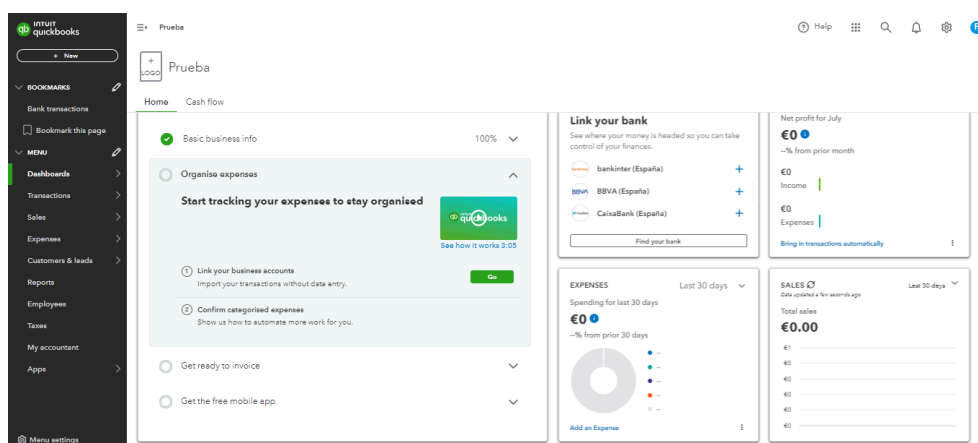 INTUIT
quickbooks
+ New
BOOKMARKS
Bank transactions
Bookmark this page
MENU
Dashboards
Transactions
Sales
Expenses
Customers & leads
Reports
Employees
Taxes
My accountant
Apps
Menu settings
Prueba
Help
+
LOGO
Prueba
Home Cash flow
Basic business info 100%
Organise expenses
Start tracking your expenses to stay organised
INTUIT
quickbooks
See how it works 3:05
1 Link your business accounts
Import your transactions without data entry.
Go
2 Confirm categorised expenses
Show us how to automate more work for you.
Get ready to invoice
Get the free mobile app
Link your bank
See where your money is headed so you can take
control of your finances.
bankinter (España) +
BBVA BBVA (España) +
CaixaBank (España) +
Find your bank
Net profit for July
€0
--% from prior month
€0
Income
€0
Expenses
Bring in transactions automatically
EXPENSES Last 30 days
Spending for last 30 days
€0
--% from prior 30 days
--
--
--
--
--
Add an Expense
SALES Last 30 days
Data updated a few seconds ago
Total sales
€0.00
€1
€0
€0
€0
€0
€0